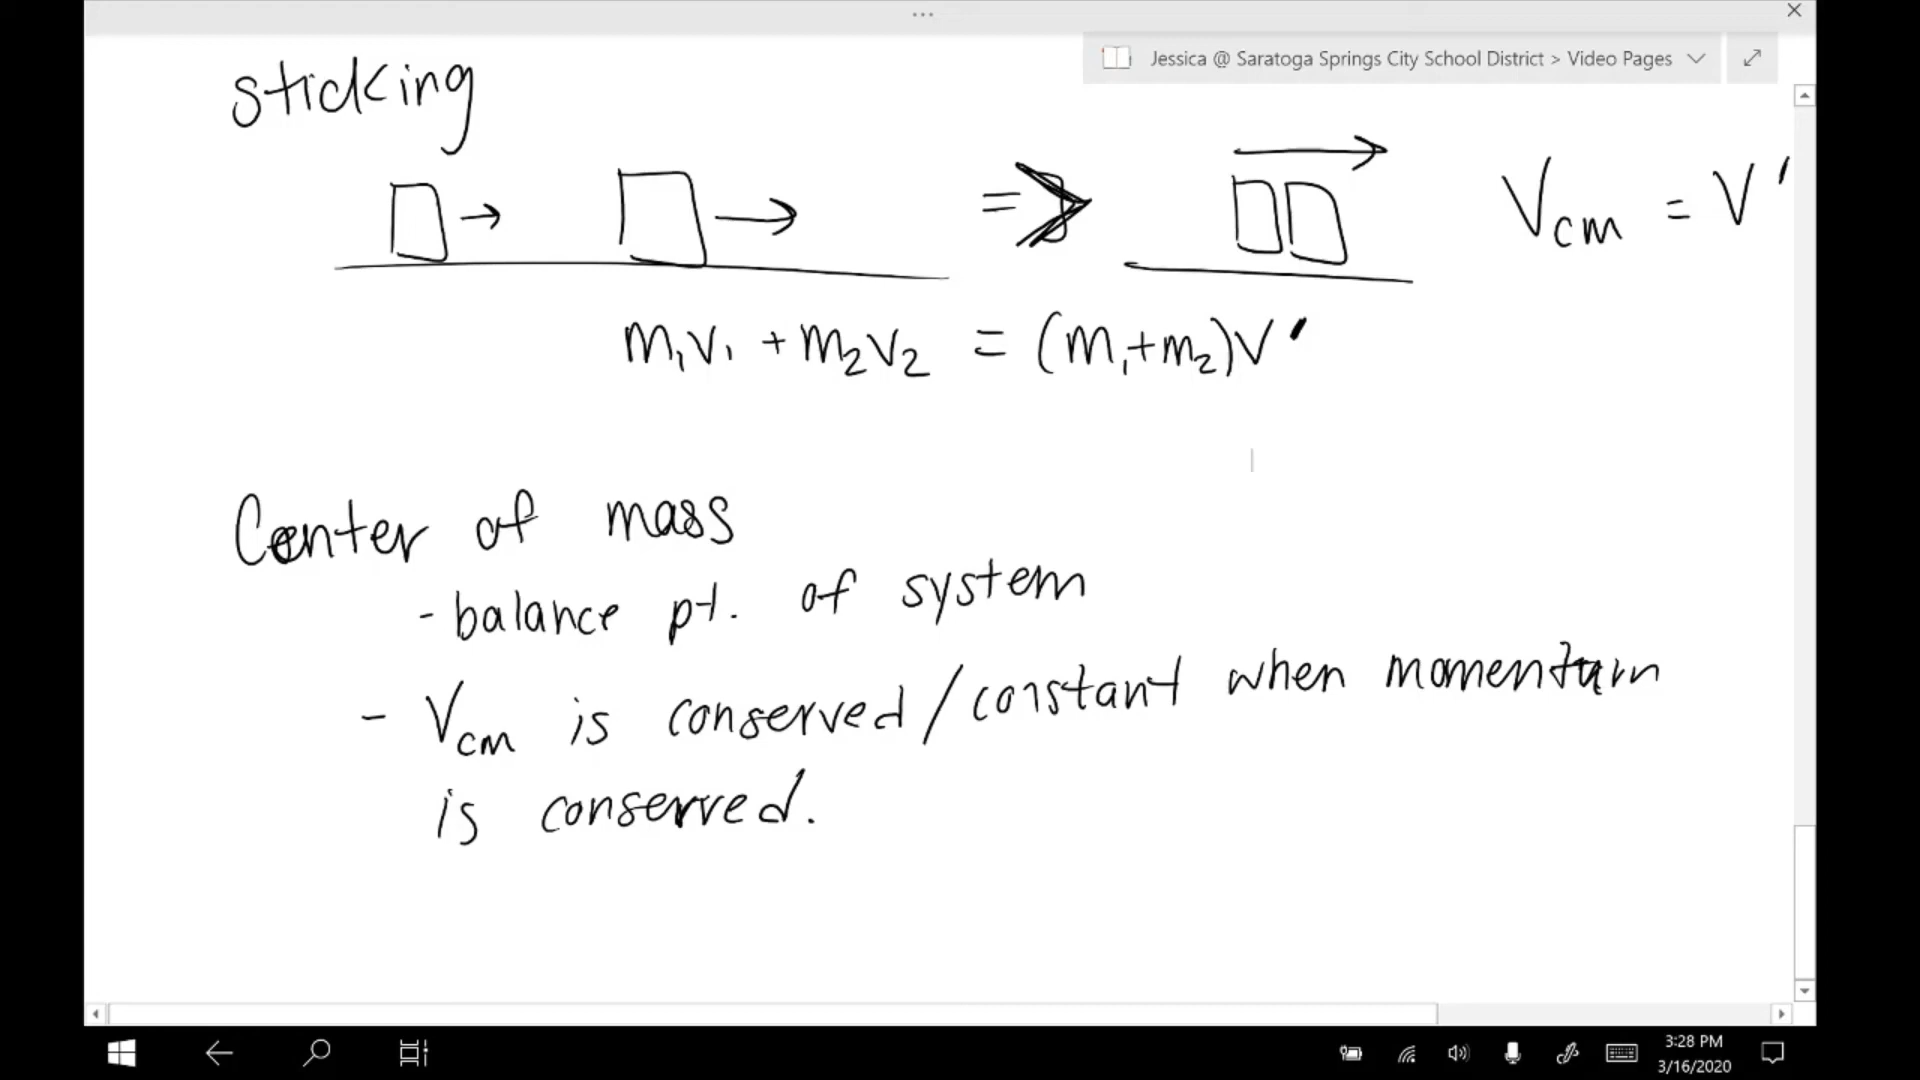 ...
Jessica @ Saratoga Springs City School District > Video Pages
sticking
=>
Vcm = V'
m₁v₁ + m₂v₂ = (m₁+m₂)v'
Center of mass
- balance pt. of system
- Vcm is conserved/constant when momentum
is conserved.
3:28 PM
3/16/2020